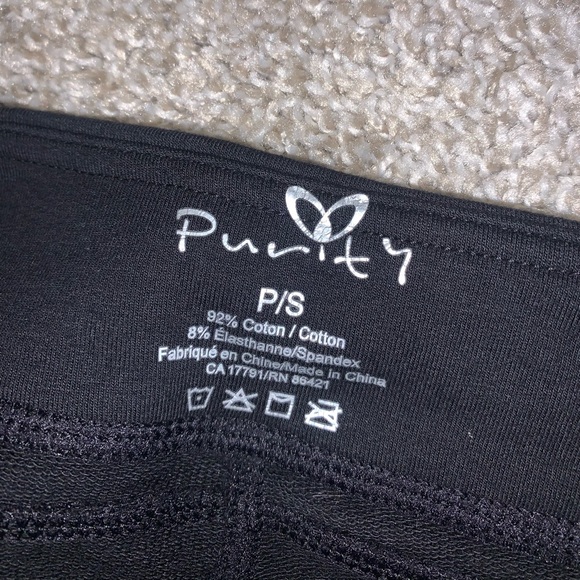 Purity
P/S
92% Coton / Cotton
8% Élasthanne/Spandex
Fabriqué en Chine/Made in China
CA 17791/RN 86421